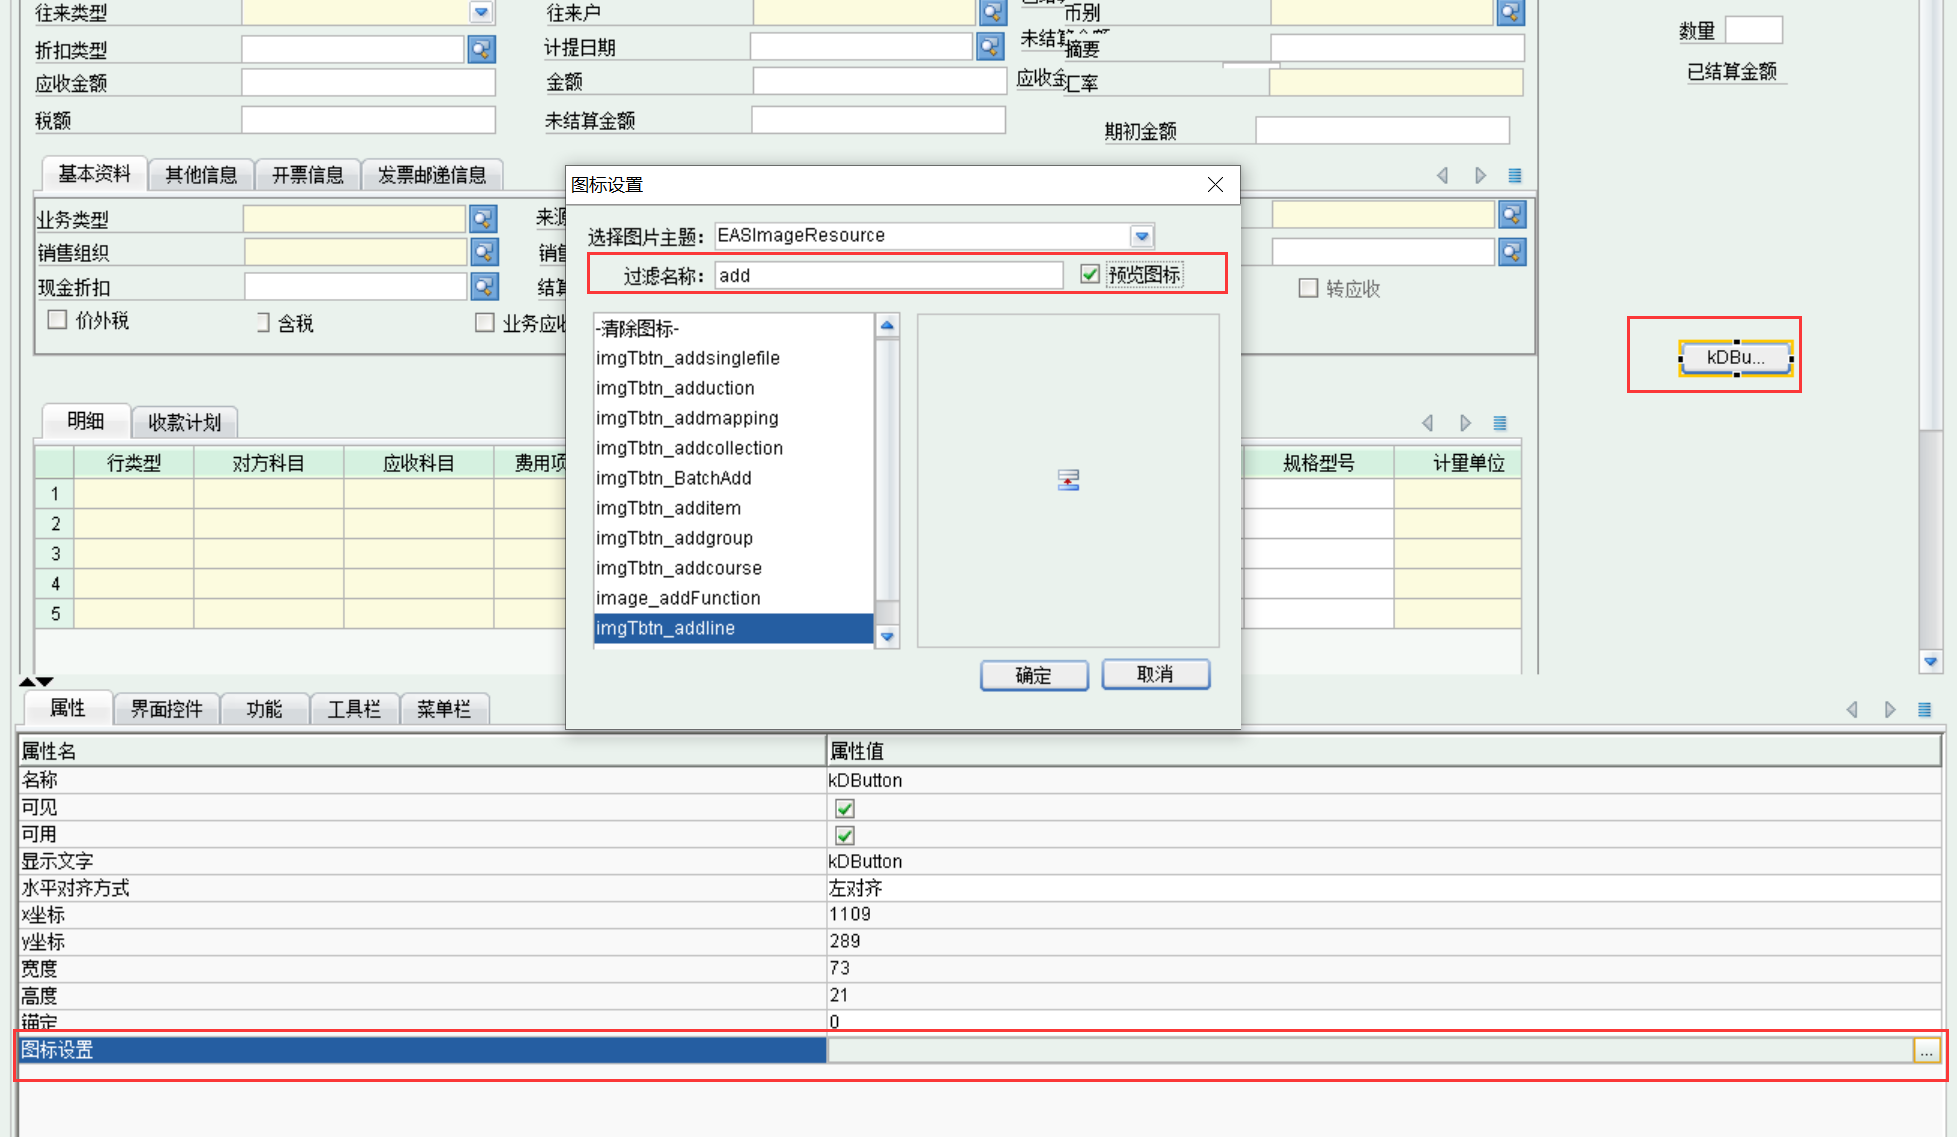 往来类型
往来户
币别
数量
折扣类型
计提日期
未结算
摘要
已结算金额
应收金额
金额
应收金
汇率
税额
未结算金额
期初金额
基本资料
其他信息
开票信息
发票邮递信息
图标设置
业务类型
来源
选择图片主题：
EASImageResource
销售组织
销售
过滤名称：
add
预览图标
现金折扣
结算
转应收
价外税
含税
业务应收
-清除图标-
imgTbtn_addsinglefile
kDBu...
imgTbtn_adduction
imgTbtn_addmapping
明细
收款计划
imgTbtn_addcollection
行类型
对方科目
应收科目
费用项
规格型号
计量单位
imgTbtn_BatchAdd
1
imgTbtn_additem
2
imgTbtn_addgroup
3
imgTbtn_addcourse
4
image_addFunction
5
imgTbtn_addline
确定
取消
属性
界面控件
功能
工具栏
菜单栏
属性名
属性值
名称
kDButton
可见
可用
显示文字
kDButton
水平对齐方式
左对齐
x坐标
1109
y坐标
289
宽度
73
高度
21
锚定
0
图标设置
...